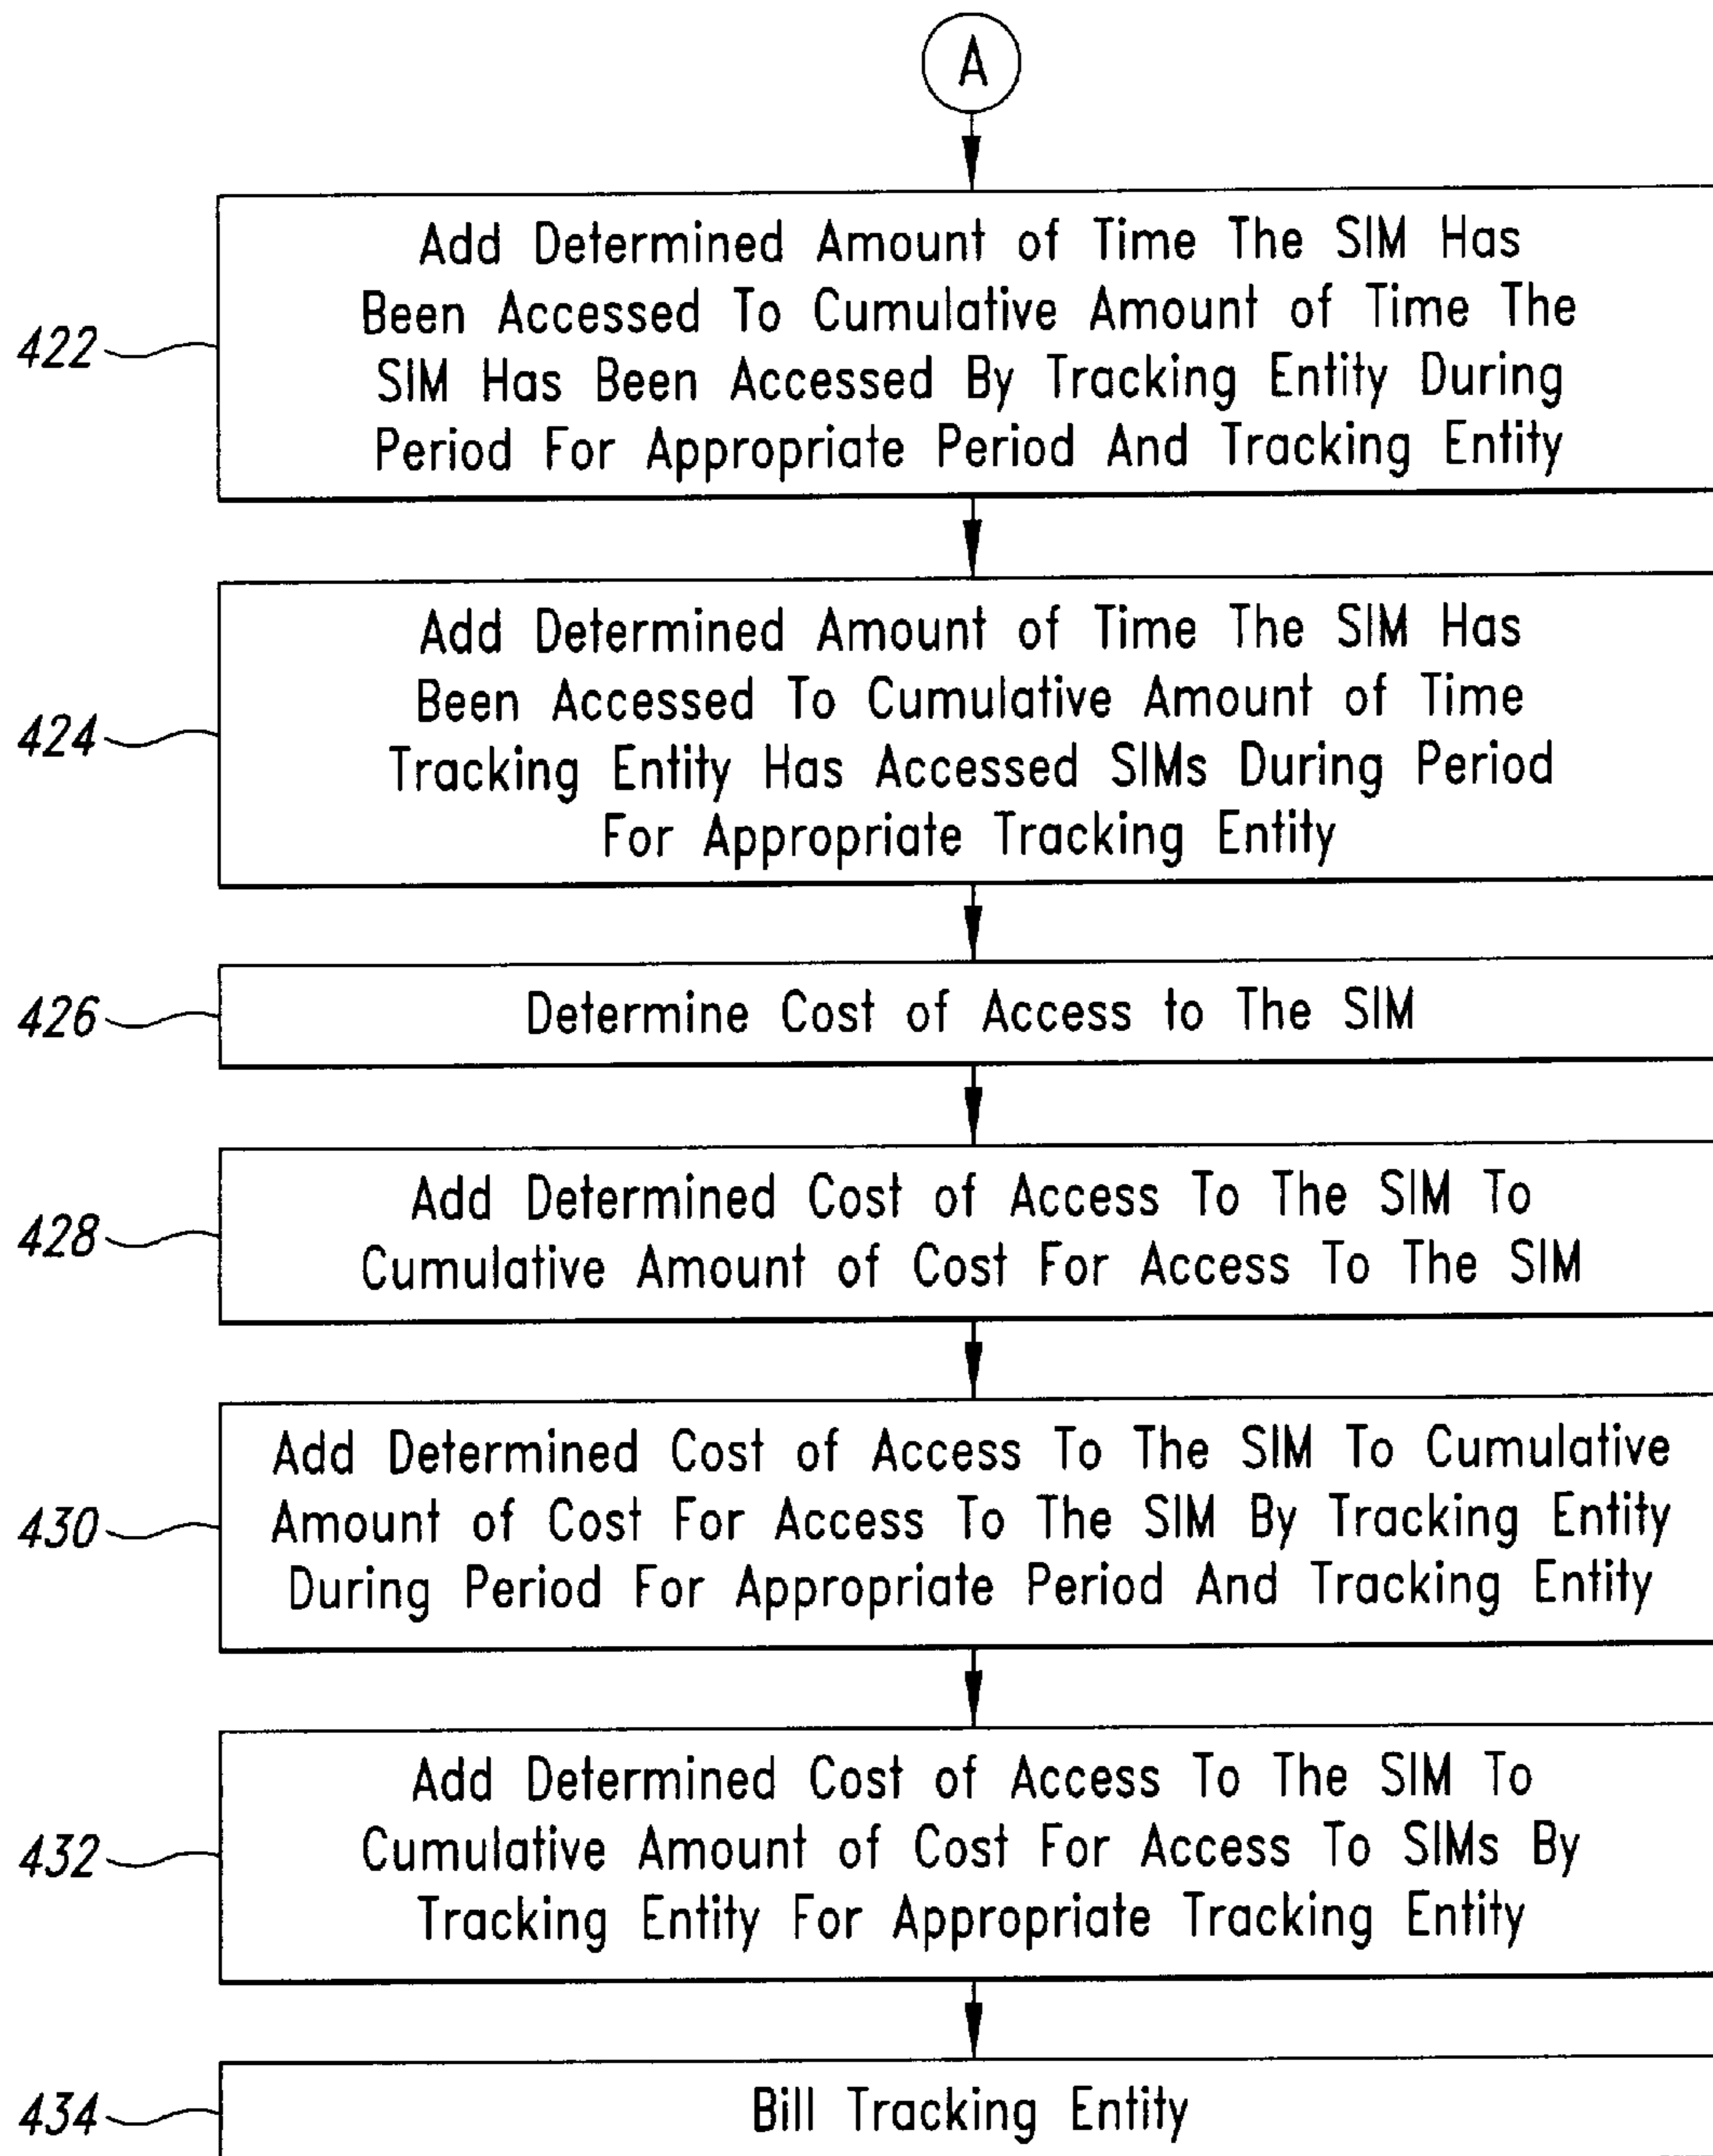 A
422
Add Determined Amount of Time The SIM Has
Been Accessed To Cumulative Amount of Time The
SIM Has Been Accessed By Tracking Entity During
Period For Appropriate Period And Tracking Entity
424
Add Determined Amount of Time The SIM Has
Been Accessed To Cumulative Amount of Time
Tracking Entity Has Accessed SIMs During Period
For Appropriate Tracking Entity
426
Determine Cost of Access to The SIM
428
Add Determined Cost of Access To The SIM To
Cumulative Amount of Cost For Access To The SIM
430
Add Determined Cost of Access To The SIM To Cumulative
Amount of Cost For Access To The SIM By Tracking Entity
During Period For Appropriate Period And Tracking Entity
432
Add Determined Cost of Access To The SIM To
Cumulative Amount of Cost For Access To SIMs By
Tracking Entity For Appropriate Tracking Entity
434
Bill Tracking Entity